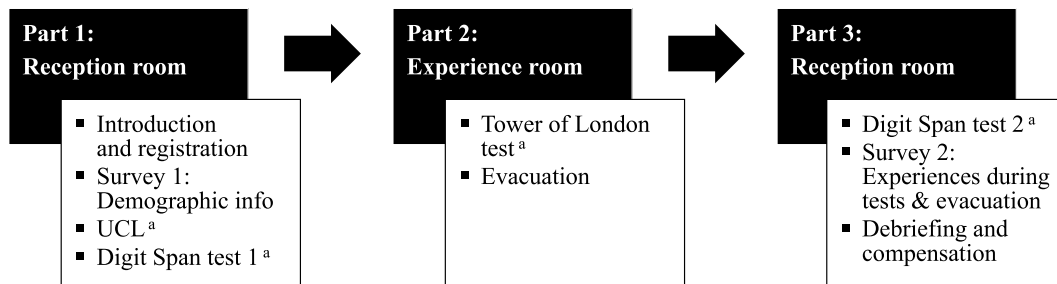 Part 1:
Reception room
▪ Introduction
and registration
▪ Survey 1:
Demographic info
▪ UCL ᵃ
▪ Digit Span test 1 ᵃ
Part 2:
Experience room
▪ Tower of London
test ᵃ
▪ Evacuation
Part 3:
Reception room
▪ Digit Span test 2 ᵃ
▪ Survey 2:
Experiences during
tests & evacuation
▪ Debriefing and
compensation